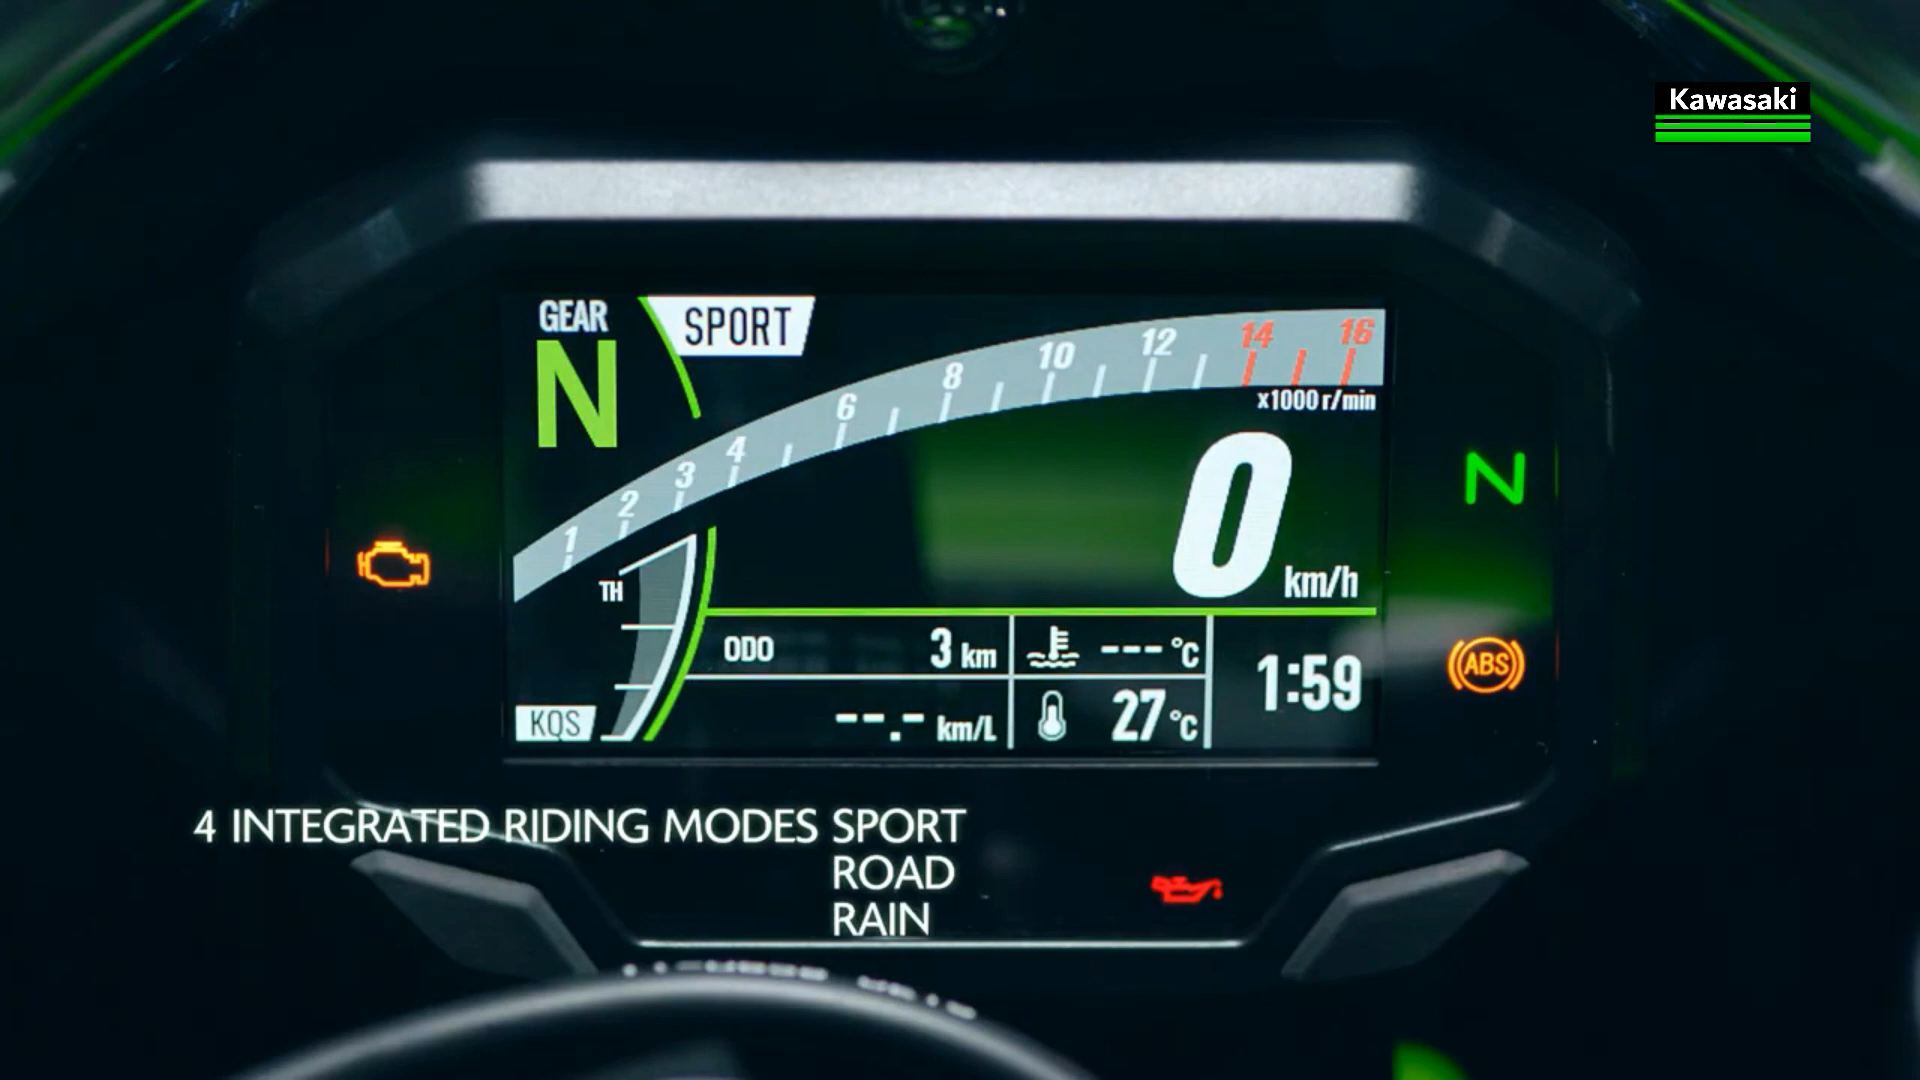 Kawasaki
GEAR
SPORT
N
1 2 3 4 6 8 10 12 14 16
x1000 r/min
0 km/h
N
TH
ODO 3 km
---°C
1:59
ABS
KQS
--.- km/L
27°C
4 INTEGRATED RIDING MODES SPORT
ROAD
RAIN